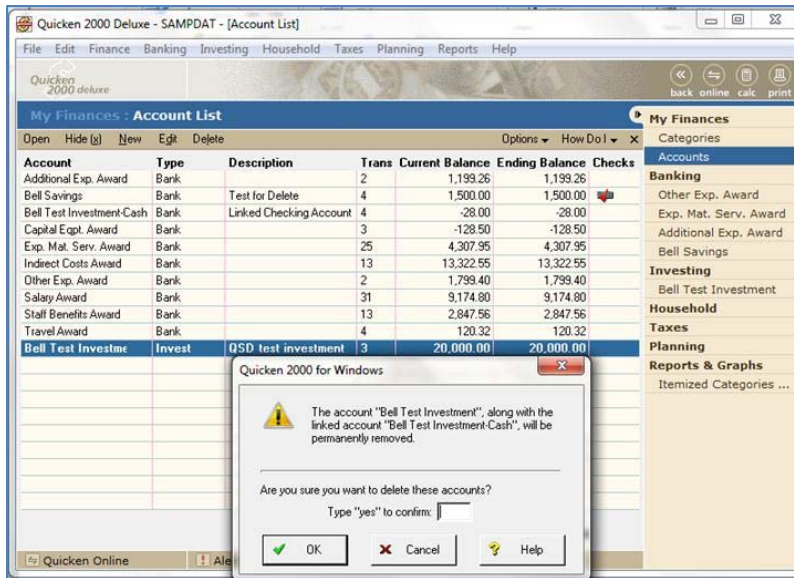 Quicken 2000 Deluxe - SAMPDAT - [Account List]
File Edit Finance Banking Investing Household Taxes Planning Reports Help
Quicken
2000 deluxe
back online calc print
My Finances : Account List
Open Hide (x) New Edit Delete Options How Do I x
Account Type Description Trans Current Balance Ending Balance Checks
Additional Exp. Award Bank 2 1,199.26 1,199.26
Bell Savings Bank Test for Delete 4 1,500.00 1,500.00
Bell Test Investment-Cash Bank Linked Checking Account 4 -28.00 -28.00
Capital Eqpt. Award Bank 3 -128.50 -128.50
Exp. Mat. Serv. Award Bank 25 4,307.95 4,307.95
Indirect Costs Award Bank 13 13,322.55 13,322.55
Other Exp. Award Bank 2 1,799.40 1,799.40
Salary Award Bank 31 9,174.80 9,174.80
Staff Benefits Award Bank 13 2,847.56 2,847.56
Travel Award Bank 4 120.32 120.32
Bell Test Investme Invest QSD test investment 3 20,000.00 20,000.00
My Finances
Categories
Accounts
Banking
Other Exp. Award
Exp. Mat. Serv. Award
Additional Exp. Award
Bell Savings
Investing
Bell Test Investment
Household
Taxes
Planning
Reports & Graphs
Itemized Categories ...
Quicken 2000 for Windows
The account "Bell Test Investment", along with the
linked account "Bell Test Investment-Cash", will be
permanently removed.
Are you sure you want to delete these accounts?
Type "yes" to confirm:
OK Cancel Help
Quicken Online Ale